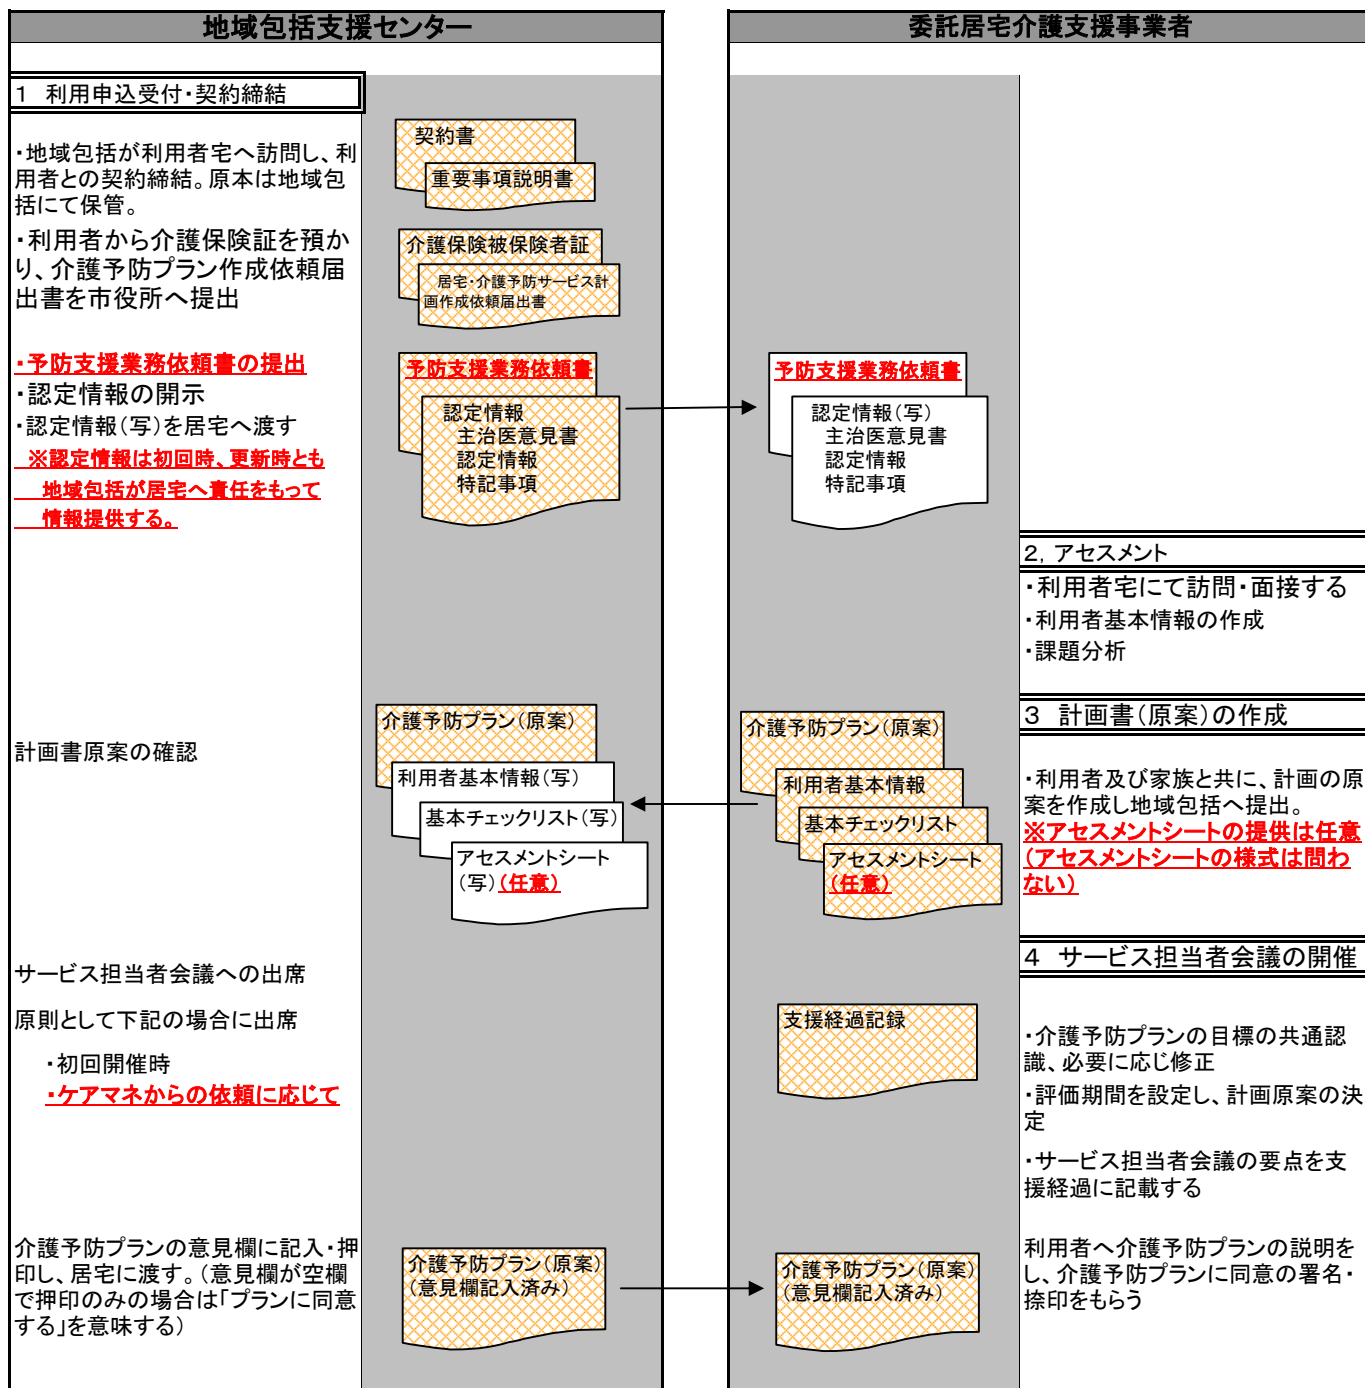 地域包括支援センター
委託居宅介護支援事業者
1　利用申込受付・契約締結
・地域包括が利用者宅へ訪問し、利
用者との契約締結。原本は地域包
括にて保管。
・利用者から介護保険証を預か
り、介護予防プラン作成依頼届
出書を市役所へ提出
契約書
重要事項説明書
介護保険被保険者証
居宅・介護予防サービス計
画作成依頼届出書
・予防支援業務依頼書の提出
・認定情報の開示
・認定情報（写）を居宅へ渡す
※認定情報は初回時、更新時とも
地域包括が居宅へ責任をもって
情報提供する。
予防支援業務依頼書
認定情報
主治医意見書
認定情報
特記事項
予防支援業務依頼書
認定情報（写）
主治医意見書
認定情報
特記事項
2，アセスメント
・利用者宅にて訪問・面接する
・利用者基本情報の作成
・課題分析
計画書原案の確認
介護予防プラン（原案）
利用者基本情報（写）
基本チェックリスト（写）
アセスメントシート
（写）（任意）
介護予防プラン（原案）
利用者基本情報
基本チェックリスト
アセスメントシート
（任意）
3　計画書（原案）の作成
・利用者及び家族と共に、計画の原
案を作成し地域包括へ提出。
※アセスメントシートの提供は任意
（アセスメントシートの様式は問わ
ない）
サービス担当者会議への出席
原則として下記の場合に出席
・初回開催時
・ケアマネからの依頼に応じて
支援経過記録
4　サービス担当者会議の開催
・介護予防プランの目標の共通認
識、必要に応じ修正
・評価期間を設定し、計画原案の決
定
・サービス担当者会議の要点を支
援経過に記載する
介護予防プランの意見欄に記入・押
印し、居宅に渡す。（意見欄が空欄
で押印のみの場合は「プランに同意
する」を意味する）
介護予防プラン（原案）
（意見欄記入済み）
介護予防プラン（原案）
（意見欄記入済み）
利用者へ介護予防プランの説明を
し、介護予防プランに同意の署名・
捺印をもらう